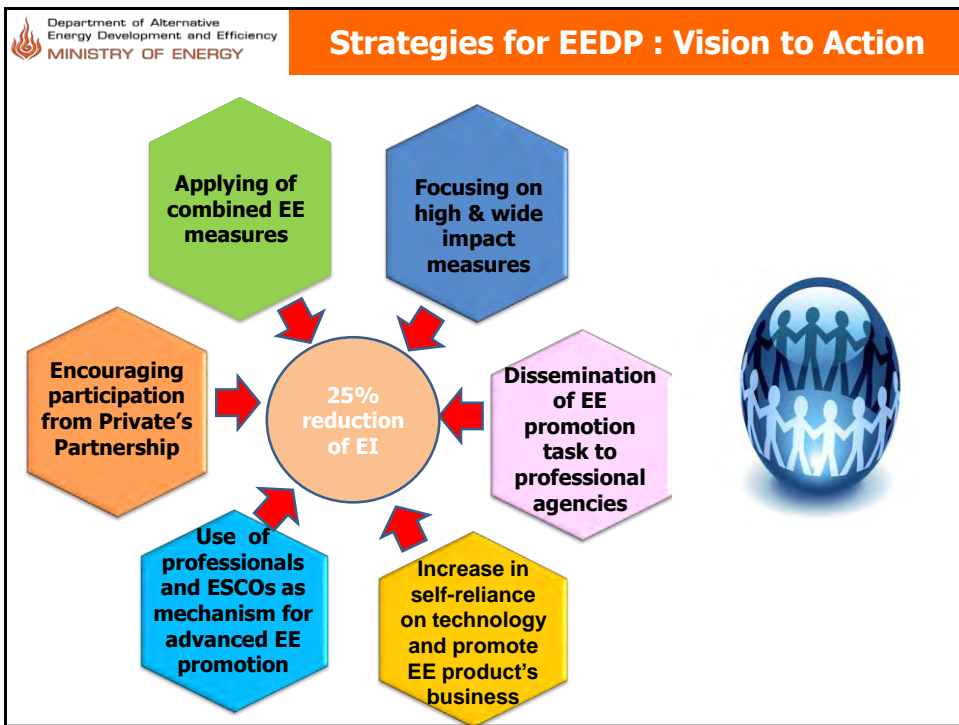 Department of Alternative
Energy Development and Efficiency
MINISTRY OF ENERGY
Strategies for EEDP : Vision to Action
Applying of
combined EE
measures
Focusing on
high & wide
impact
measures
Encouraging
participation
from Private's
Partnership
25%
reduction
of EI
Dissemination
of EE
promotion
task to
professional
agencies
Use of
professionals
and ESCOs as
mechanism for
advanced EE
promotion
Increase in
self-reliance
on technology
and promote
EE product's
business